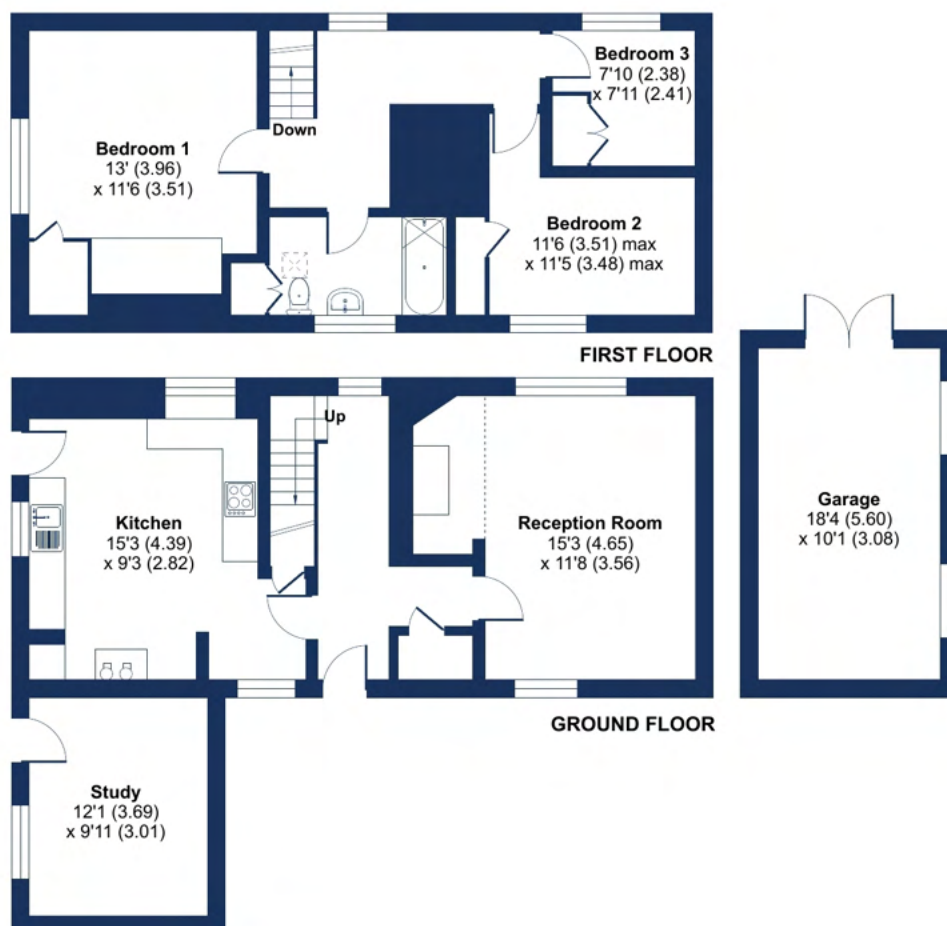 Bedroom 3
7'10 (2.38)
x 7'11 (2.41)
Down
Bedroom 1
13' (3.96)
x 11'6 (3.51)
Bedroom 2
11'6 (3.51) max
x 11'5 (3.48) max
FIRST FLOOR
Up
Kitchen
15'3 (4.39)
x 9'3 (2.82)
Reception Room
15'3 (4.65)
x 11'8 (3.56)
Garage
18'4 (5.60)
x 10'1 (3.08)
GROUND FLOOR
Study
12'1 (3.69)
x 9'11 (3.01)